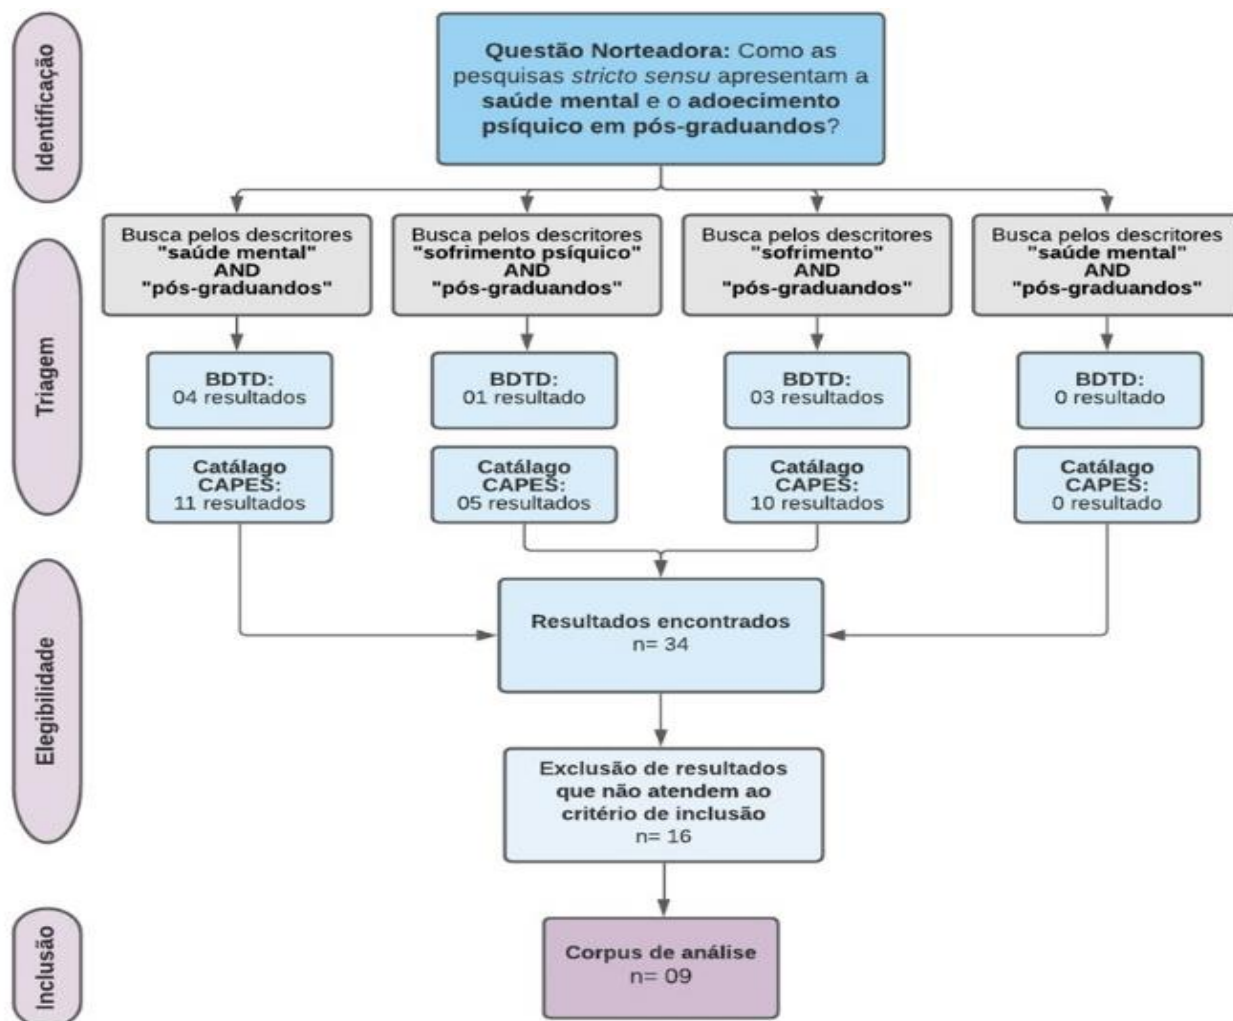 Identificação
Questão Norteadora: Como as
pesquisas stricto sensu apresentam a
saúde mental e o adoecimento
psíquico em pós-graduandos?
Triagem
Busca pelos descritores
"saúde mental"
AND
"pós-graduandos"
Busca pelos descritores
"sofrimento psíquico"
AND
"pós-graduandos"
Busca pelos descritores
"sofrimento"
AND
"pós-graduandos"
Busca pelos descritores
"saúde mental"
AND
"pós-graduandos"
BDTD:
04 resultados
BDTD:
01 resultado
BDTD:
03 resultados
BDTD:
0 resultado
Catálago
CAPES:
11 resultados
Catálago
CAPES:
05 resultados
Catálago
CAPES:
10 resultados
Catálago
CAPES:
0 resultado
Elegibilidade
Resultados encontrados
n= 34
Exclusão de resultados
que não atendem ao
critério de inclusão
n= 16
Inclusão
Corpus de análise
n= 09